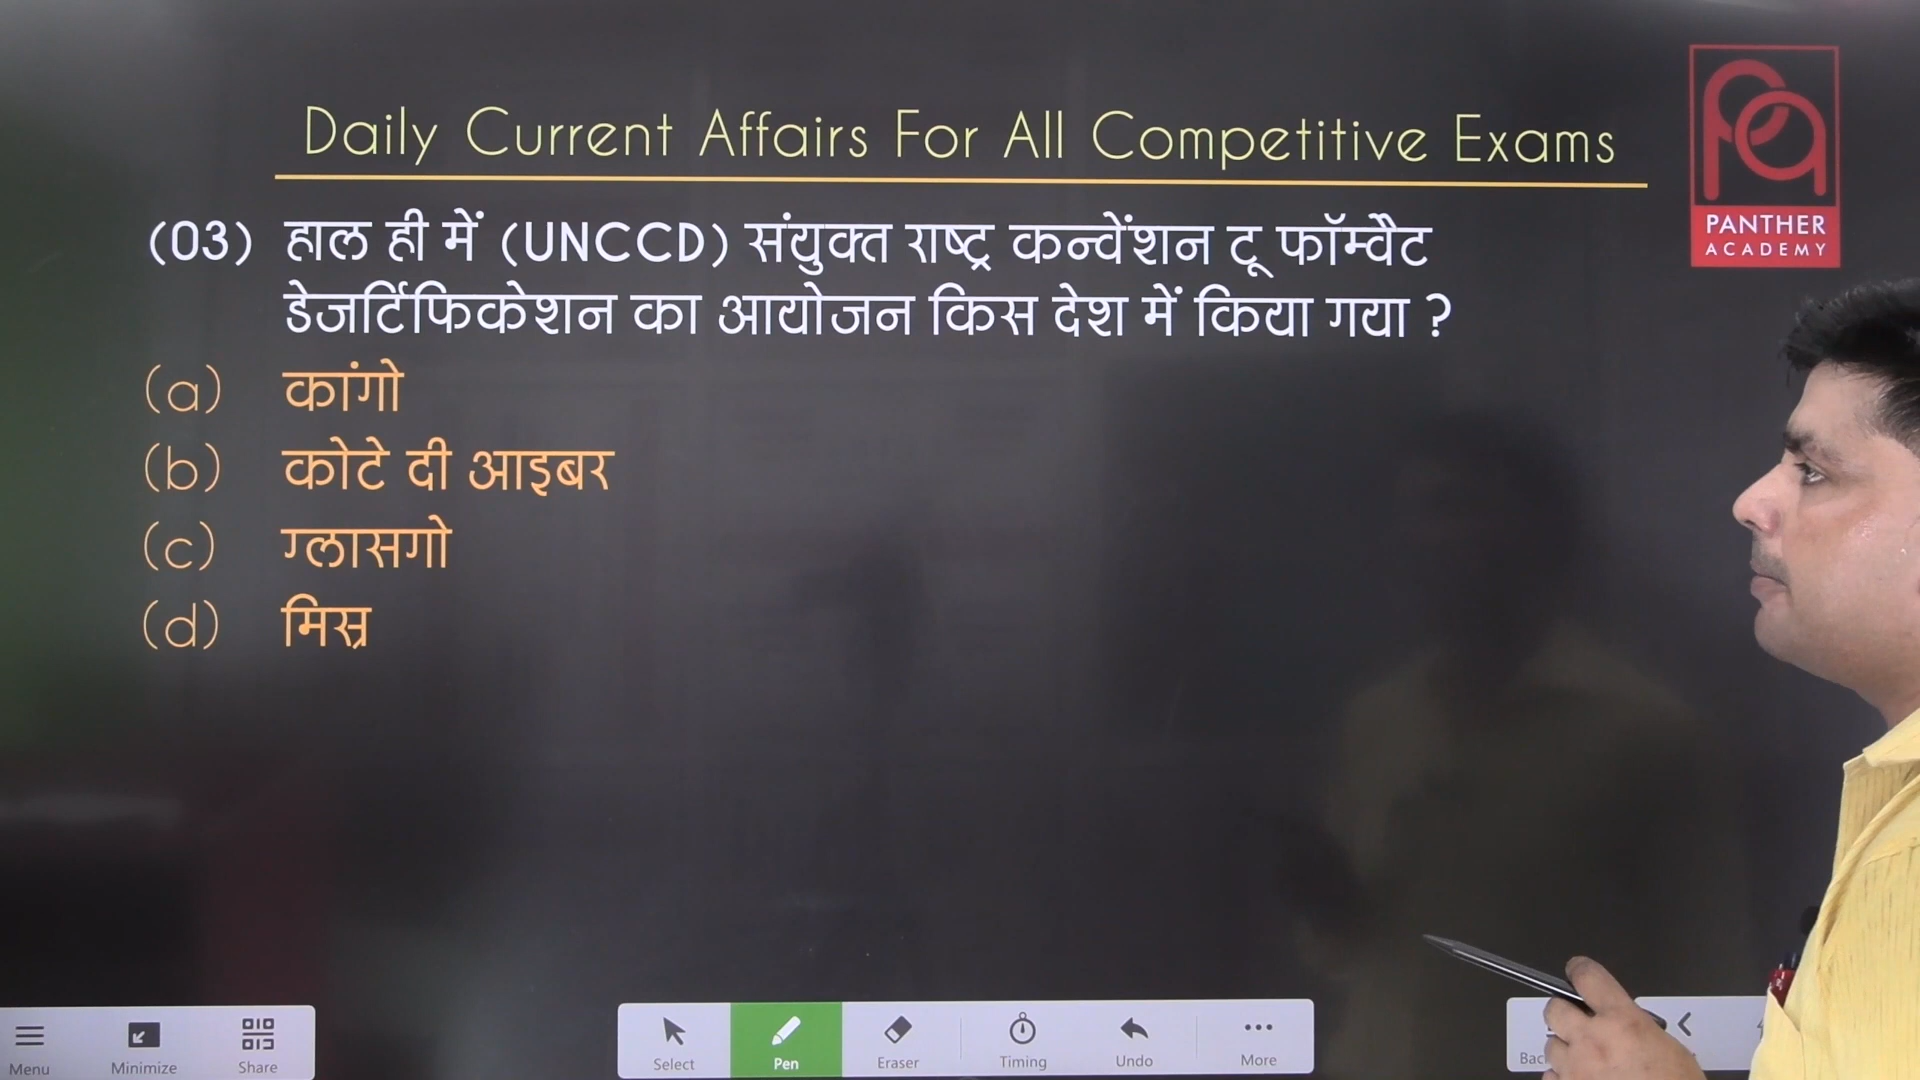 Daily Current Affairs For All Competitive Exams
PANTHER
ACADEMY
(03) हाल ही में (UNCCD) संयुक्त राष्ट्र कन्वेंशन टू फॉम्वैट
डेजर्टिफिकेशन का आयोजन किस देश में किया गया ?
(a) कांगो
(b) कोटे दी आइबर
(c) ग्लासगो
(d) मिस्र
Menu Minimize Share Select Pen Eraser Timing Undo More